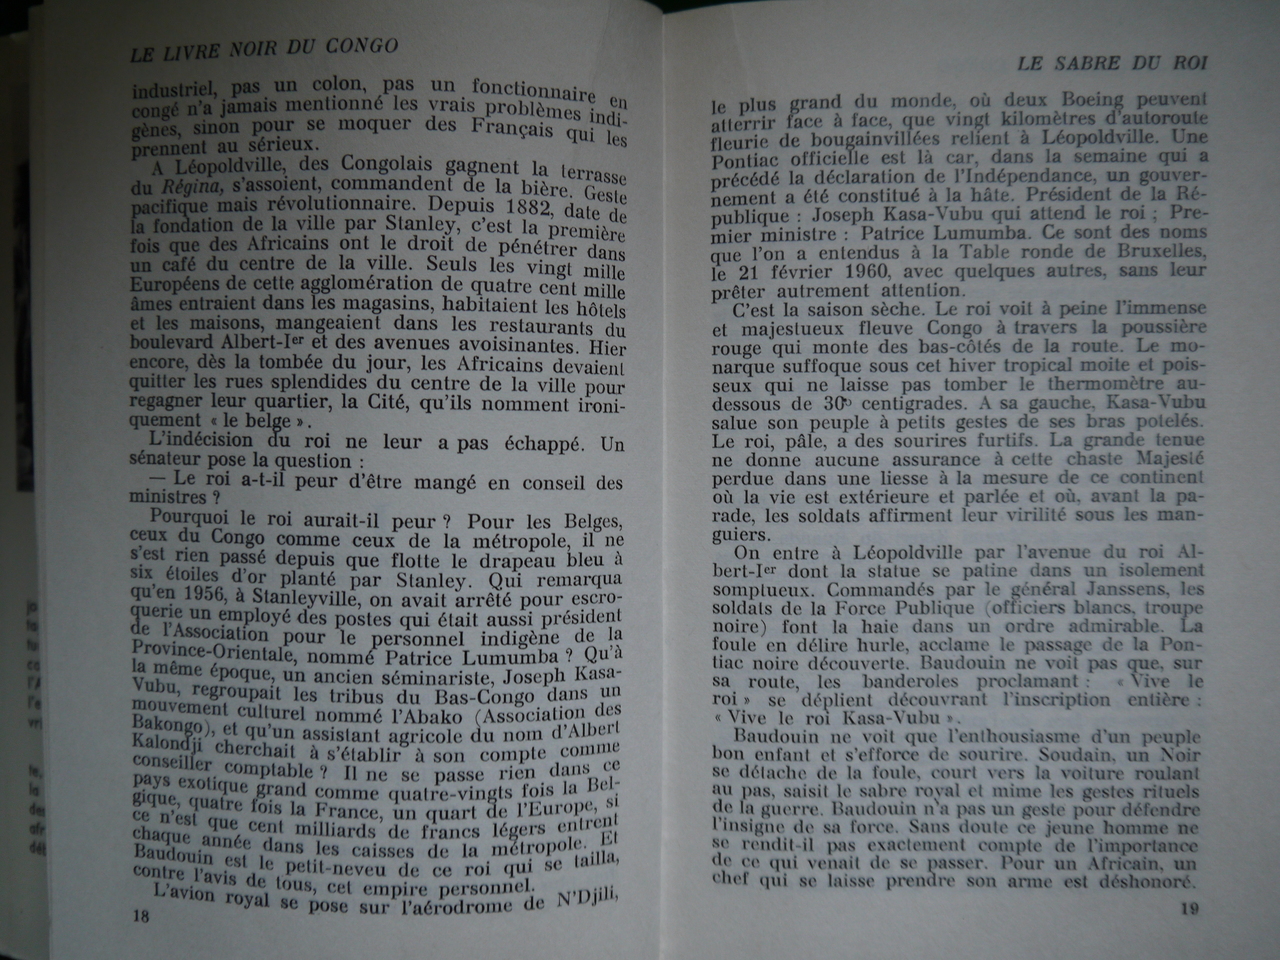 LE LIVRE NOIR DU CONGO
industriel, pas un colon, pas un fonctionnaire en
congé n'a jamais mentionné les vrais problèmes indi-
gènes, sinon pour se moquer des Français qui les
prennent au sérieux.
A Léopoldville, des Congolais gagnent la terrasse
du Régina, s'assoient, commandent de la bière. Geste
pacifique mais révolutionnaire. Depuis 1882, date de
la fondation de la ville par Stanley, c'est la première
fois que des Africains ont le droit de pénétrer dans
un café du centre de la ville. Seuls les vingt mille
Européens de cette agglomération de quatre cent mille
âmes entraient dans les magasins, habitaient les hôtels
et les maisons, mangeaient dans les restaurants du
boulevard Albert-Ier et des avenues avoisinantes. Hier
encore, dès la tombée du jour, les Africains devaient
quitter les rues splendides du centre de la ville pour
regagner leur quartier, la Cité, qu'ils nomment ironi-
quement « le belge ».
L'indécision du roi ne leur a pas échappé. Un
sénateur pose la question :
— Le roi a-t-il peur d'être mangé en conseil des
ministres ?
Pourquoi le roi aurait-il peur ? Pour les Belges,
ceux du Congo comme ceux de la métropole, il ne
s'est rien passé depuis que flotte le drapeau bleu à
six étoiles d'or planté par Stanley. Qui remarqua
qu'en 1956, à Stanleyville, on avait arrêté pour escro-
querie un employé des postes qui était aussi président
de l'Association pour le personnel indigène de la
Province-Orientale, nommé Patrice Lumumba ? Qu'à
la même époque, un ancien séminariste, Joseph Kasa-
Vubu, regroupait les tribus du Bas-Congo dans un
mouvement culturel nommé l'Abako (Association des
Bakongo), et qu'un assistant agricole du nom d'Albert
Kalondji cherchait à s'établir à son compte comme
conseiller comptable ? Il ne se passe rien dans ce
pays exotique grand comme quatre-vingts fois la Bel-
gique, quatre fois la France, un quart de l'Europe, si
ce n'est que cent milliards de francs légers entrent
chaque année dans les caisses de la métropole. Et
Baudouin est le petit-neveu de ce roi qui se tailla,
contre l'avis de tous, cet empire personnel.
L'avion royal se pose sur l'aérodrome de N'Djili,
18
LE SABRE DU ROI
le plus grand du monde, où deux Boeing peuvent
atterrir face à face, que vingt kilomètres d'autoroute
fleurie de bougainvillées relient à Léopoldville. Une
Pontiac officielle est là car, dans la semaine qui a
précédé la déclaration de l'Indépendance, un gouver-
nement a été constitué à la hâte. Président de la Ré-
publique : Joseph Kasa-Vubu qui attend le roi ; Pre-
mier ministre : Patrice Lumumba. Ce sont des noms
que l'on a entendus à la Table ronde de Bruxelles,
le 21 février 1960, avec quelques autres, sans leur
prêter autrement attention.
C'est la saison sèche. Le roi voit à peine l'immense
et majestueux fleuve Congo à travers la poussière
rouge qui monte des bas-côtés de la route. Le mo-
narque suffoque sous cet hiver tropical moite et pois-
seux qui ne laisse pas tomber le thermomètre au-
dessous de 30° centigrades. A sa gauche, Kasa-Vubu
salue son peuple à petits gestes de ses bras potelés.
Le roi, pâle, a des sourires furtifs. La grande tenue
ne donne aucune assurance à cette chaste Majesté
perdue dans une liesse à la mesure de ce continent
où la vie est extérieure et parlée et où, avant la pa-
rade, les soldats affirment leur virilité sous les man-
guiers.
On entre à Léopoldville par l'avenue du roi Al-
bert-Ier dont la statue se patine dans un isolement
somptueux. Commandés par le général Janssens, les
soldats de la Force Publique (officiers blancs, troupe
noire) font la haie dans un ordre admirable. La
foule en délire hurle, acclame le passage de la Pon-
tiac noire découverte. Baudouin ne voit pas que, sur
sa route, les banderoles proclamant : « Vive le
roi » se déplient découvrant l'inscription entière :
« Vive le roi Kasa-Vubu ».
Baudouin ne voit que l'enthousiasme d'un peuple
bon enfant et s'efforce de sourire. Soudain, un Noir
se détache de la foule, court vers la voiture roulant
au pas, saisit le sabre royal et mime les gestes rituels
de la guerre. Baudouin n'a pas un geste pour défendre
l'insigne de sa force. Sans doute ce jeune homme ne
se rendit-il pas exactement compte de l'importance
de ce qui venait de se passer. Pour un Africain, un
chef qui se laisse prendre son arme est déshonoré.
19